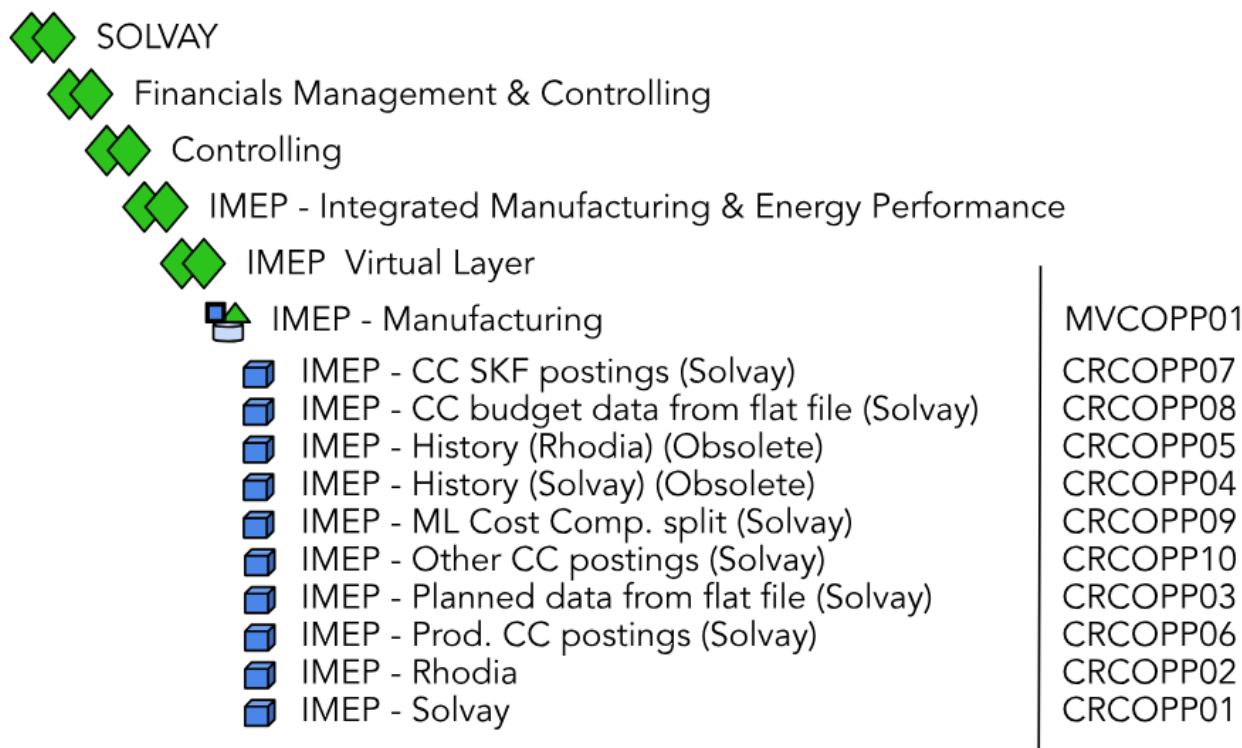 SOLVAY
Financials Management & Controlling
Controlling
IMEP - Integrated Manufacturing & Energy Performance
IMEP Virtual Layer
IMEP - Manufacturing MVCOPP01
IMEP - CC SKF postings (Solvay) CRCOPP07
IMEP - CC budget data from flat file (Solvay) CRCOPP08
IMEP - History (Rhodia) (Obsolete) CRCOPP05
IMEP - History (Solvay) (Obsolete) CRCOPP04
IMEP - ML Cost Comp. split (Solvay) CRCOPP09
IMEP - Other CC postings (Solvay) CRCOPP10
IMEP - Planned data from flat file (Solvay) CRCOPP03
IMEP - Prod. CC postings (Solvay) CRCOPP06
IMEP - Rhodia CRCOPP02
IMEP - Solvay CRCOPP01